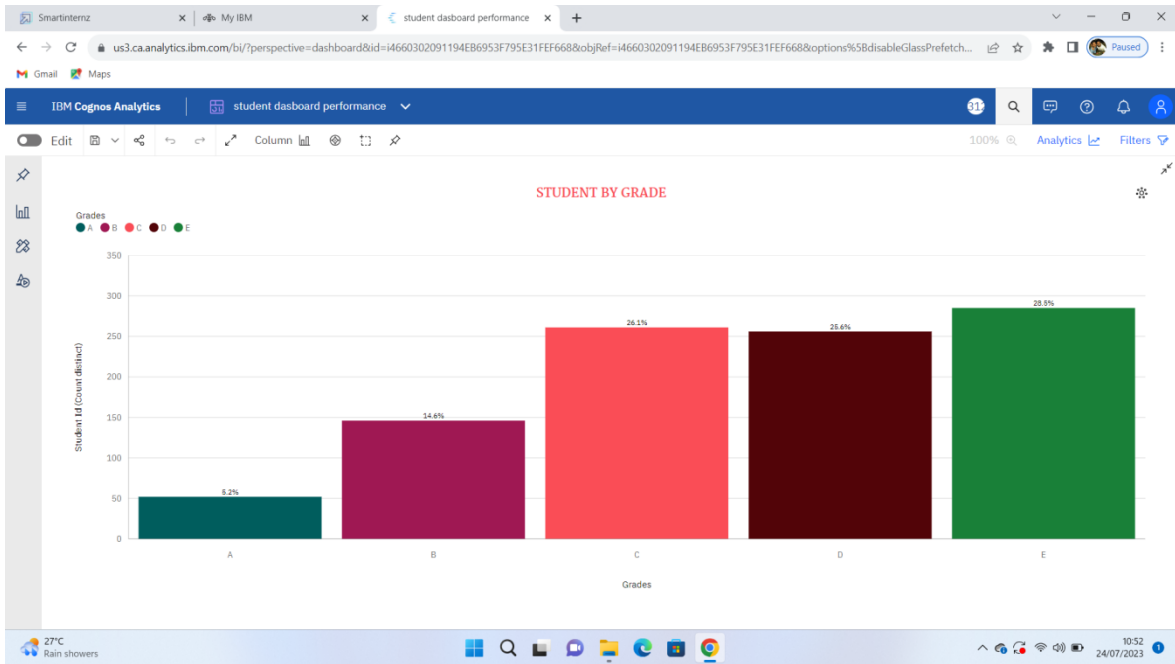 Smartinternz
My IBM
student dasboard performance
us3.ca.analytics.ibm.com/bi/?perspective=dashboard&id=i4660302091194EB6953F795E31FEF668&objRef=i4660302091194EB6953F795E31FEF668&options%5BdisableGlassPrefetch...
Paused
Gmail
Maps
IBM Cognos Analytics
student dasboard performance
Edit
Column
100%
Analytics
Filters
STUDENT BY GRADE
Grades
A B C D E
350
300
250
200
150
100
50
0
Student Id (Count distinct)
5.2%
14.6%
26.1%
25.6%
28.5%
A B C D E
Grades
27°C
Rain showers
10:52
24/07/2023
1